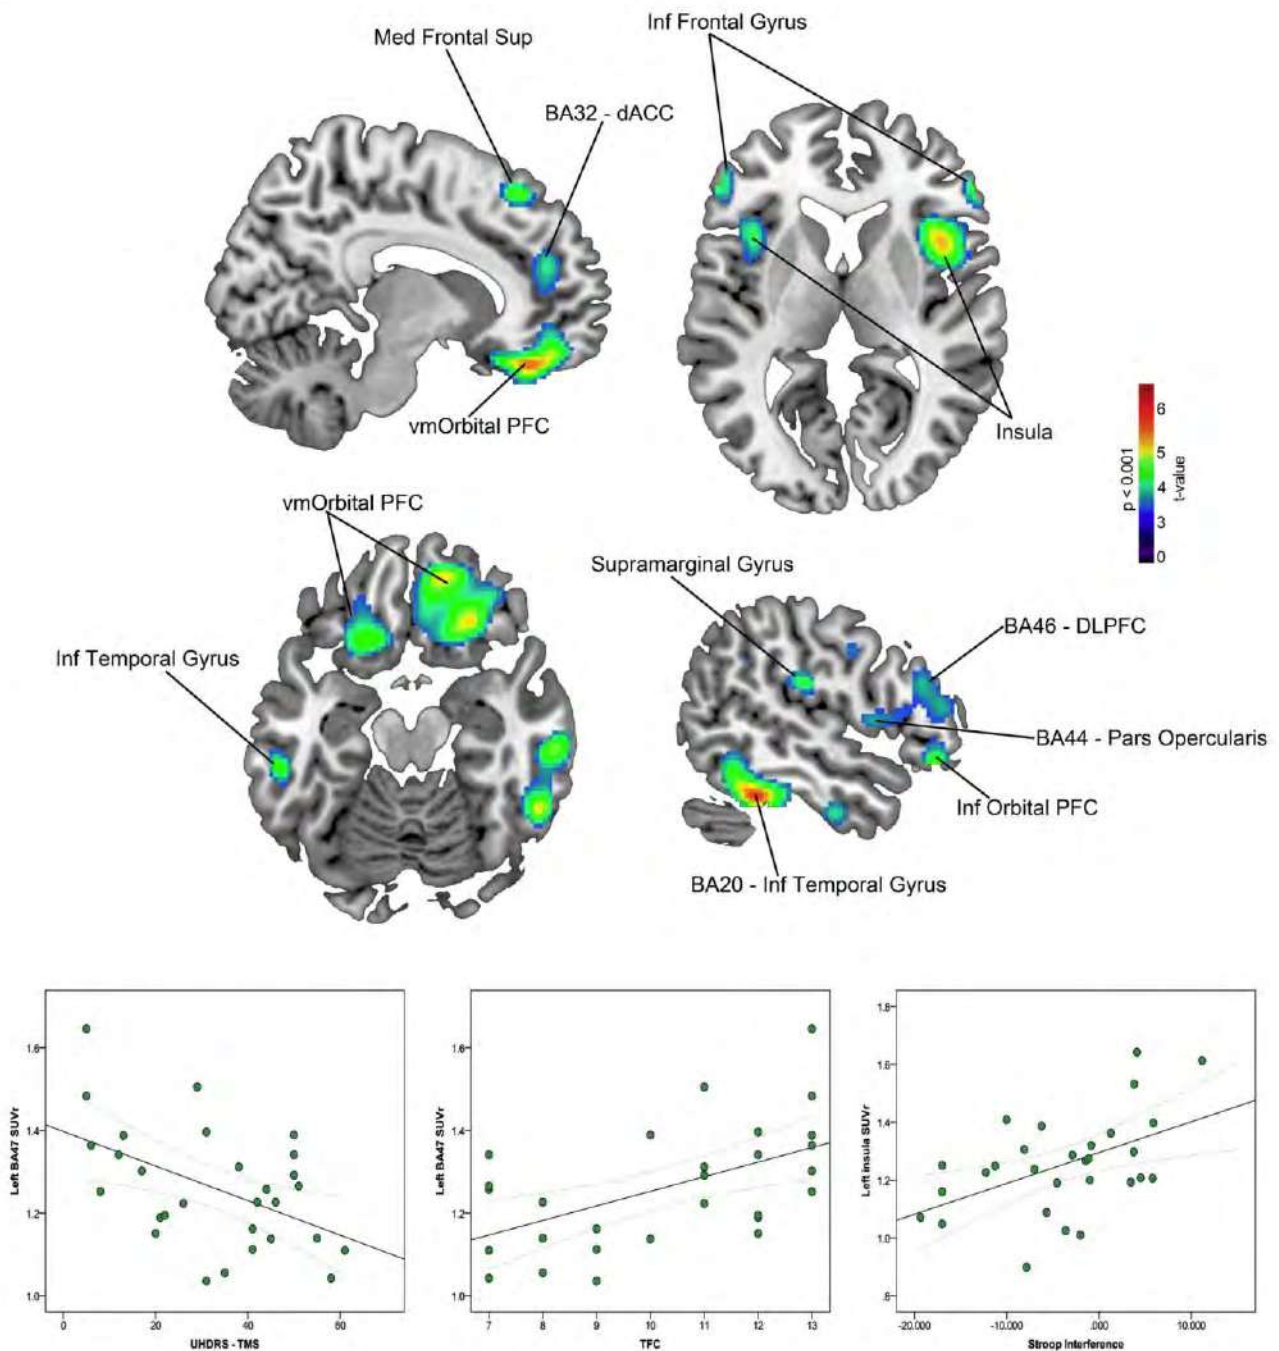 Inf Frontal Gyrus
Med Frontal Sup
BA32 - dACC
vmOrbital PFC
Insula
6
5
4
3
0
p < 0.001
t-value
vmOrbital PFC
Supramarginal Gyrus
BA46 - DLPFC
Inf Temporal Gyrus
BA44 - Pars Opercularis
Inf Orbital PFC
BA20 - Inf Temporal Gyrus
Left BA47 SUVr
1.6
1.4
1.2
1.0
0 20 40 60
UHDRS - TMS
Left BA47 SUVr
1.6
1.4
1.2
1.0
7 8 9 10 11 12 13
TFC
Left insula SUVr
1.8
1.6
1.4
1.2
1.0
.8
-20.000 -10.000 .000 10.000
Stroop Interference